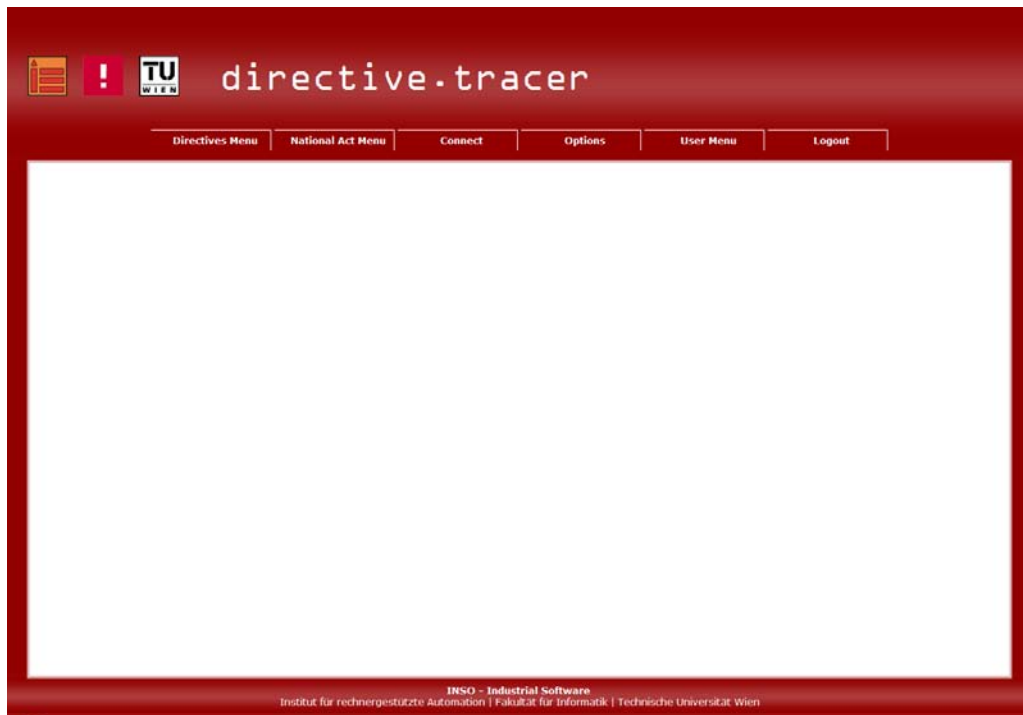 !
TU
WIEN
directive.tracer
Directives Menu National Act Menu Connect Options User Menu Logout
INSO - Industrial Software
Institut für rechnergestützte Automation | Fakultät für Informatik | Technische Universität Wien